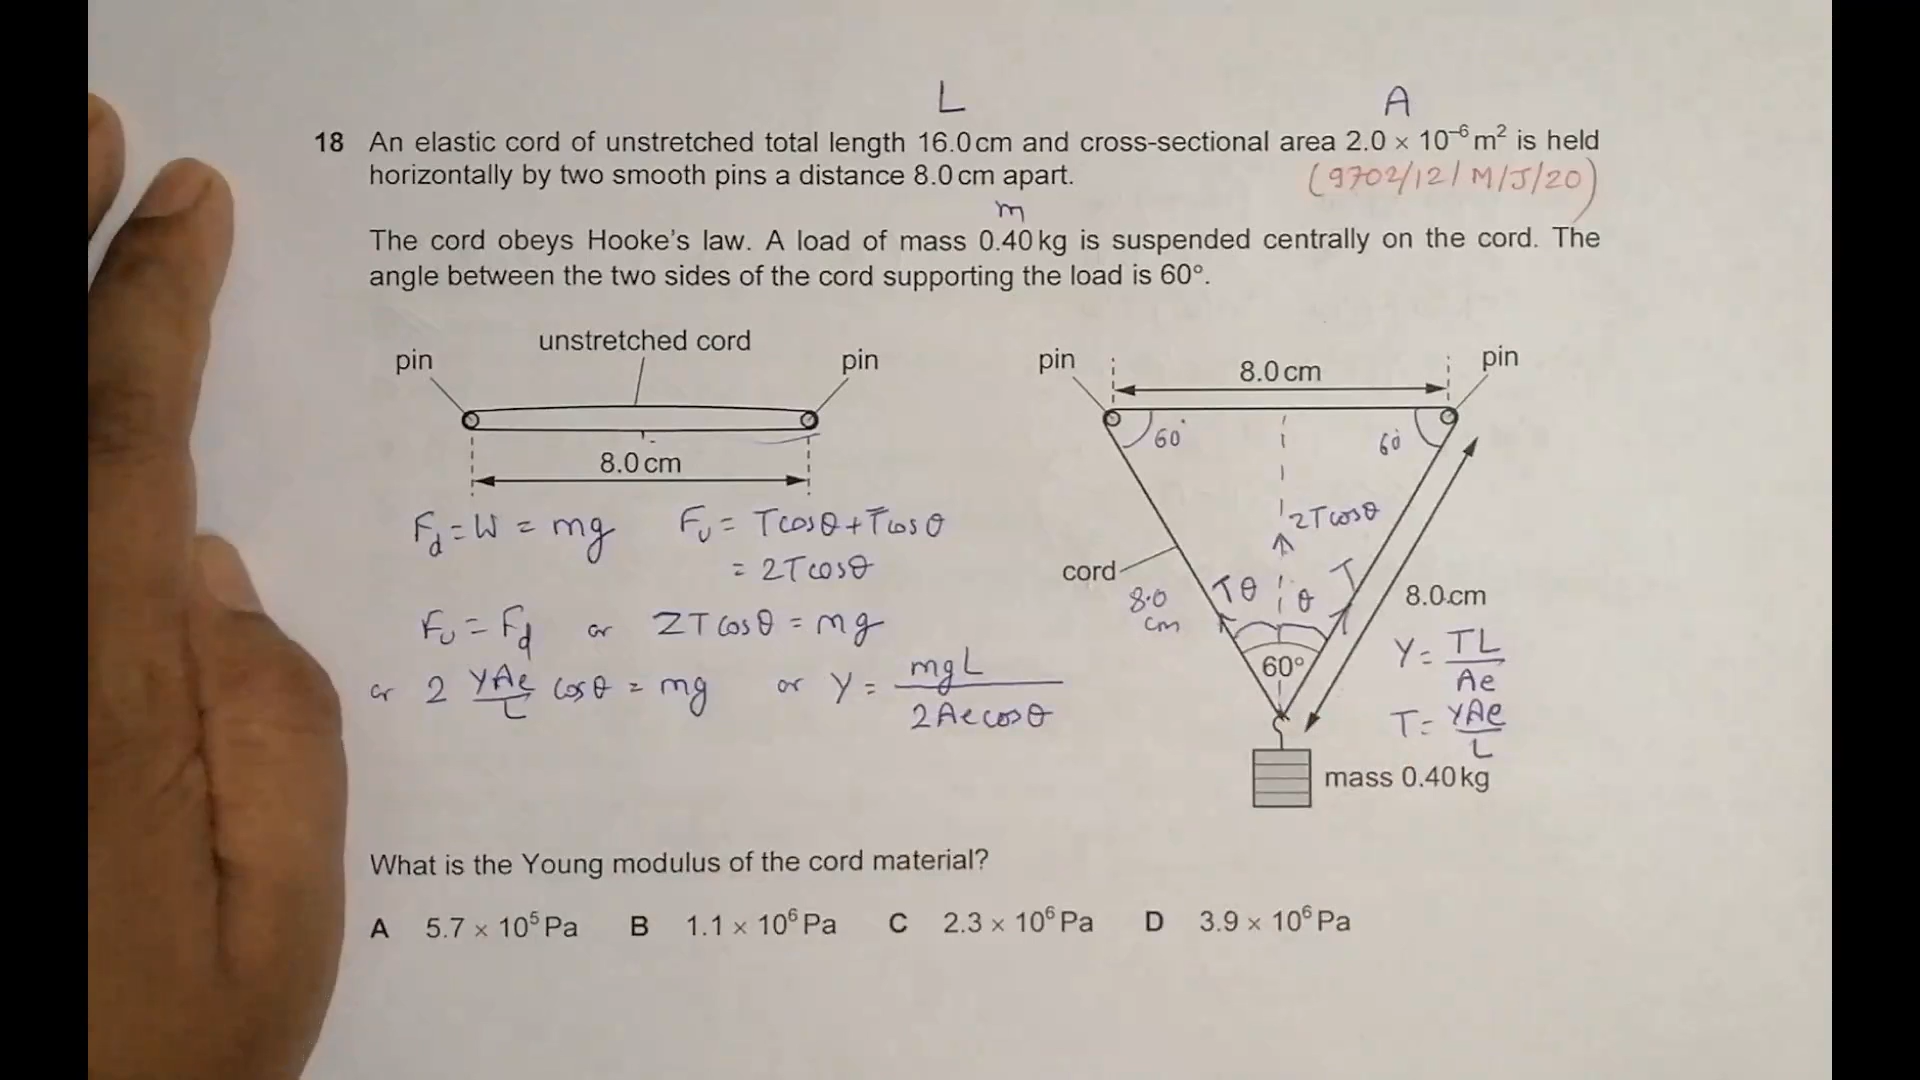 L
A
18 An elastic cord of unstretched total length 16.0 cm and cross-sectional area 2.0 × 10⁻⁶ m² is held
horizontally by two smooth pins a distance 8.0 cm apart.
(9702/12/M/J/20)
m
The cord obeys Hooke's law. A load of mass 0.40 kg is suspended centrally on the cord. The
angle between the two sides of the cord supporting the load is 60°.
unstretched cord
pin
pin
8.0 cm
pin
pin
8.0 cm
60°
60°
F_d = W = mg
F_U = Tcosθ + Tcosθ
= 2Tcosθ
F_U = F_d or 2Tcosθ = mg
or 2 YAe/L cosθ = mg or Y = mgL/2Aecosθ
2Tcosθ
cord
8.0
cm
T θ
θ T
60°
8.0 cm
Y = TL/Ae
T = YAe/L
mass 0.40 kg
What is the Young modulus of the cord material?
A 5.7 × 10⁵ Pa B 1.1 × 10⁶ Pa C 2.3 × 10⁶ Pa D 3.9 × 10⁶ Pa